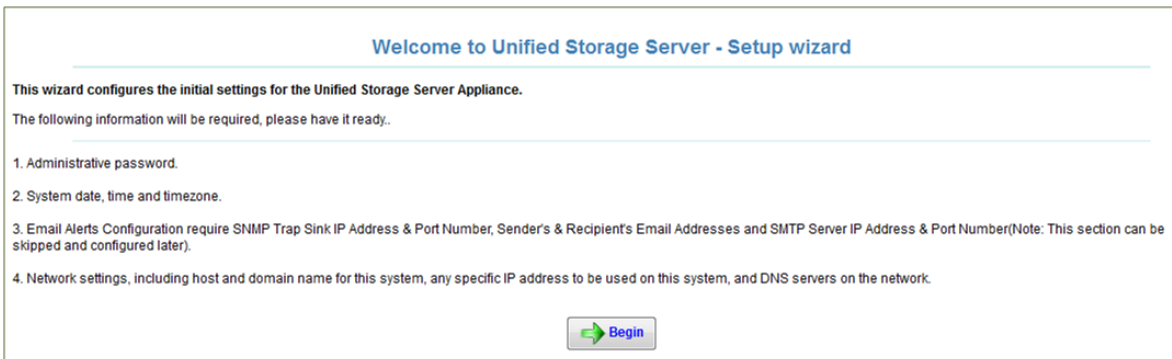 Welcome to Unified Storage Server - Setup wizard
This wizard configures the initial settings for the Unified Storage Server Appliance.
The following information will be required, please have it ready..
1. Administrative password.
2. System date, time and timezone.
3. Email Alerts Configuration require SNMP Trap Sink IP Address & Port Number, Sender's & Recipient's Email Addresses and SMTP Server IP Address & Port Number(Note: This section can be
skipped and configured later).
4. Network settings, including host and domain name for this system, any specific IP address to be used on this system, and DNS servers on the network.
Begin